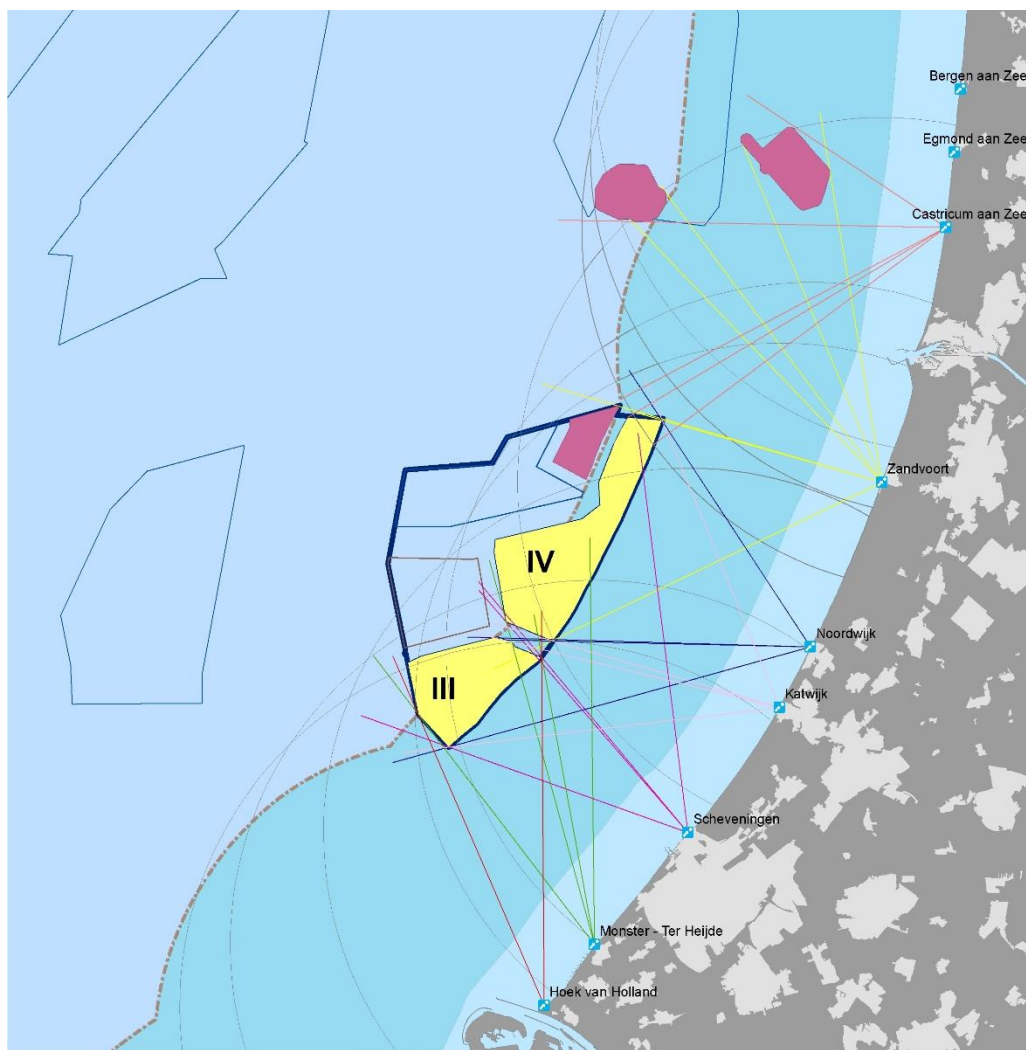 Bergen aan Zee
Egmond aan Zee
Castricum aan Zee
Zandvoort
IV
Noordwijk
III
Katwijk
Scheveningen
Monster - Ter Heijde
Hoek van Holland